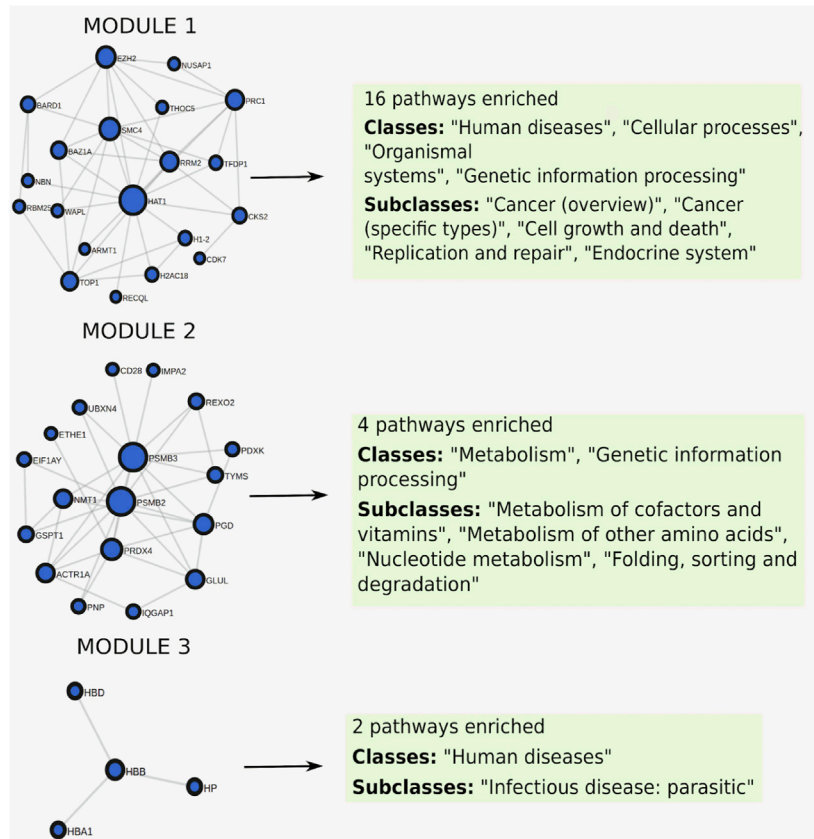 MODULE 1
EZH2
NUSAP1
BARD1
THOC5
PRC1
SMC4
BAZ1A
RRM2
TFDP1
NBN
HAT1
RBM25
WAPL
CKS2
H1-2
ARMT1
CDK7
H2AC18
TOP1
RECQL
16 pathways enriched
Classes: "Human diseases", "Cellular processes",
"Organismal
systems", "Genetic information processing"
Subclasses: "Cancer (overview)", "Cancer
(specific types)", "Cell growth and death",
"Replication and repair", "Endocrine system"
MODULE 2
CD28
IMPA2
UBXN4
REXO2
ETHE1
PSMB3
PDXK
EIF1AY
TYMS
NMT1
PSMB2
PGD
GSPT1
PRDX4
ACTR1A
GLUL
PNP
IQGAP1
4 pathways enriched
Classes: "Metabolism", "Genetic information
processing"
Subclasses: "Metabolism of cofactors and
vitamins", "Metabolism of other amino acids",
"Nucleotide metabolism", "Folding, sorting and
degradation"
MODULE 3
HBD
HBB
HP
HBA1
2 pathways enriched
Classes: "Human diseases"
Subclasses: "Infectious disease: parasitic"